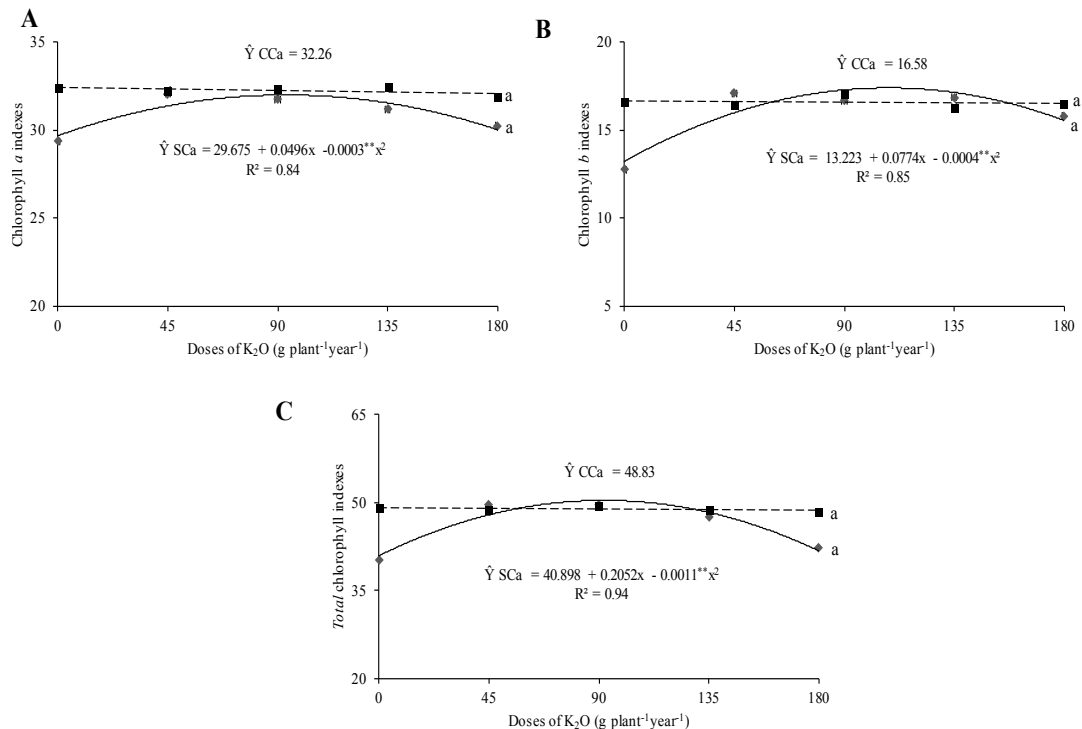 A
35
30
25
20
Chlorophyll a indexes
Ŷ CCa = 32.26
a
a
Ŷ SCa = 29.675 + 0.0496x -0.0003**x²
R² = 0.84
0 45 90 135 180
Doses of K₂O (g plant⁻¹year⁻¹)
B
20
15
10
5
Chlorophyll b indexes
Ŷ CCa = 16.58
a
a
Ŷ SCa = 13.223 + 0.0774x - 0.0004**x²
R² = 0.85
0 45 90 135 180
Doses of K₂O (g plant⁻¹year⁻¹)
C
65
50
35
20
Total chlorophyll indexes
Ŷ CCa = 48.83
a
a
Ŷ SCa = 40.898 + 0.2052x - 0.0011**x²
R² = 0.94
0 45 90 135 180
Doses of K₂O (g plant⁻¹year⁻¹)